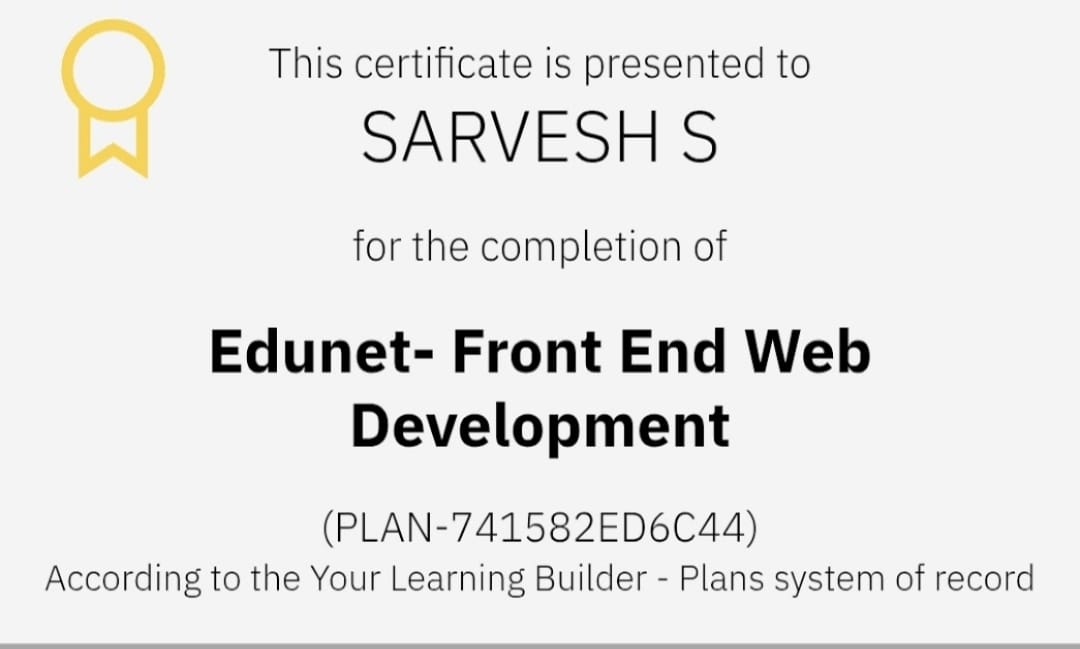 This certificate is presented to
SARVESH S
for the completion of
Edunet- Front End Web
Development
(PLAN-741582ED6C44)
According to the Your Learning Builder - Plans system of record